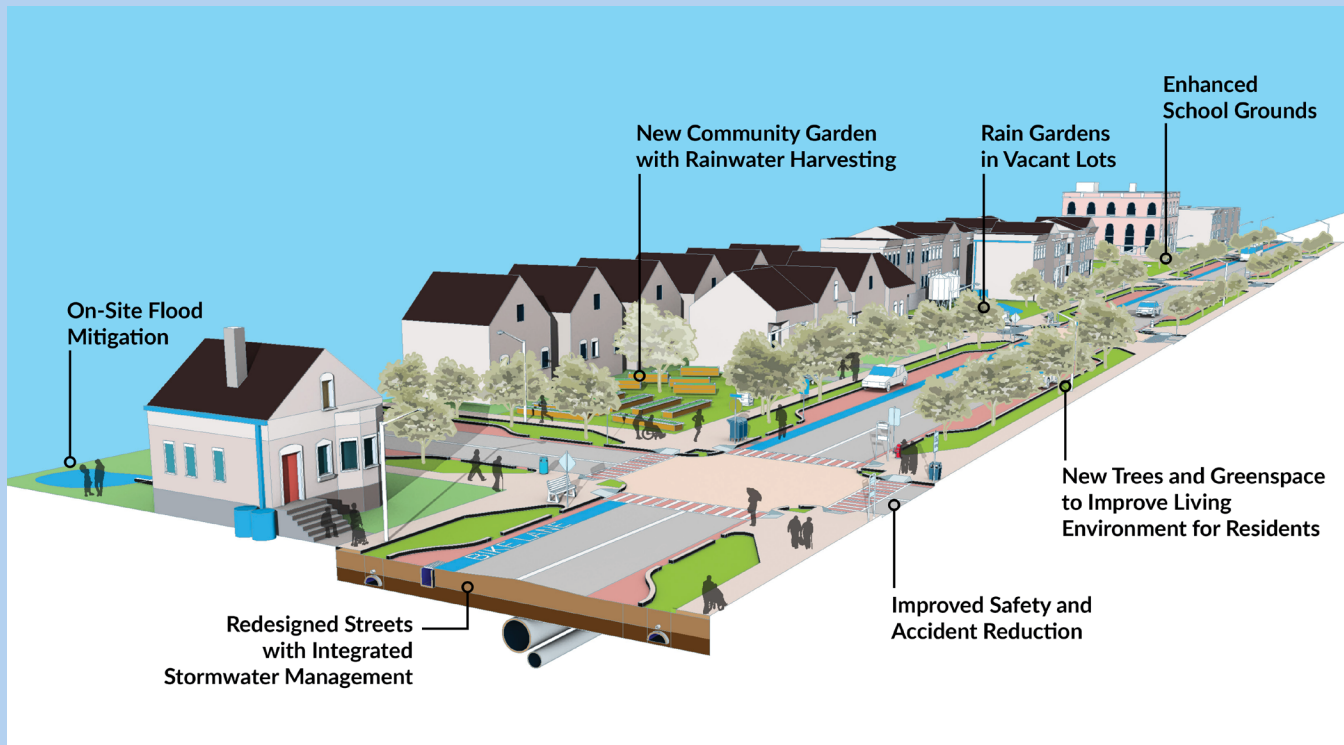 Enhanced
School Grounds
New Community Garden
with Rainwater Harvesting
Rain Gardens
in Vacant Lots
On-Site Flood
Mitigation
New Trees and Greenspace
to Improve Living
Environment for Residents
BIKE LANE
Improved Safety and
Accident Reduction
Redesigned Streets
with Integrated
Stormwater Management